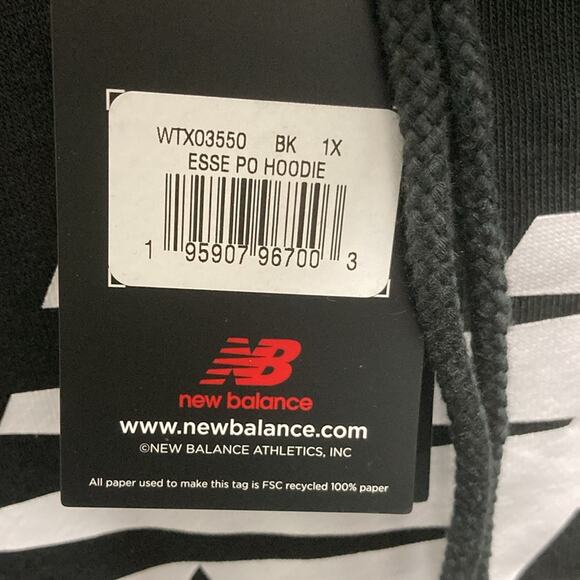 WTX03550 BK 1X
ESSE PO HOODIE
1 95907 96700 3
NB
new balance
www.newbalance.com
©NEW BALANCE ATHLETICS, INC
All paper used to make this tag is FSC recycled 100% paper